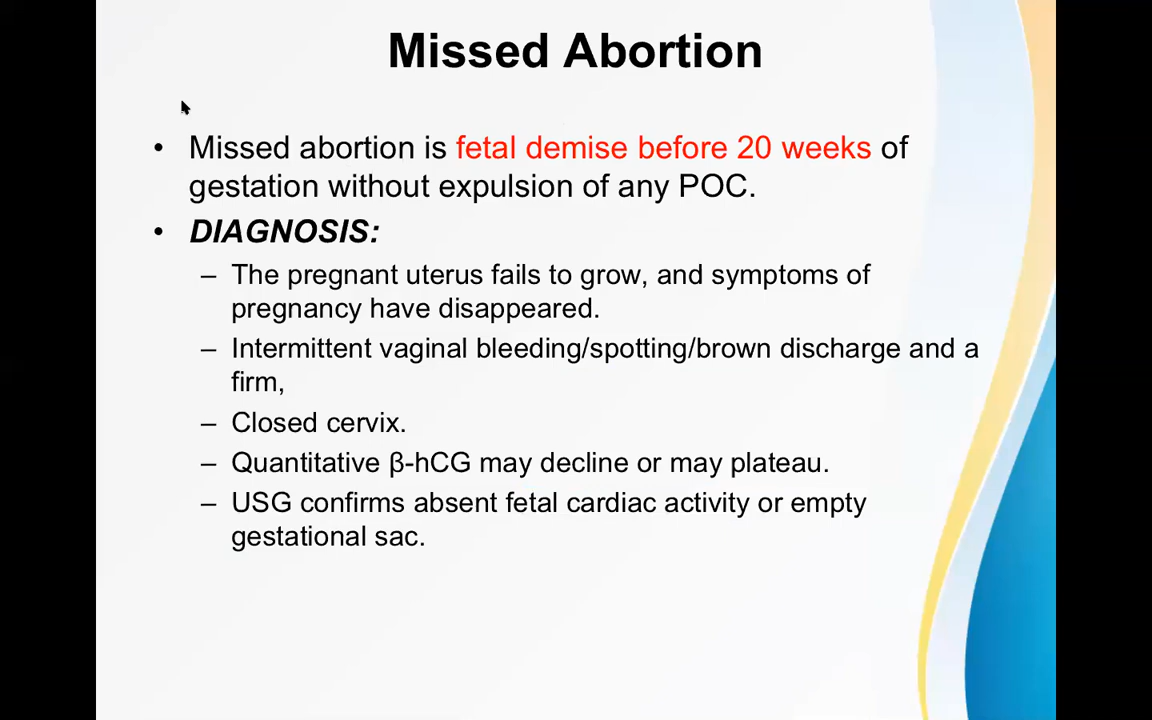 Missed Abortion
• Missed abortion is fetal demise before 20 weeks of
gestation without expulsion of any POC.
• DIAGNOSIS:
– The pregnant uterus fails to grow, and symptoms of
pregnancy have disappeared.
– Intermittent vaginal bleeding/spotting/brown discharge and a
firm,
– Closed cervix.
– Quantitative β-hCG may decline or may plateau.
– USG confirms absent fetal cardiac activity or empty
gestational sac.